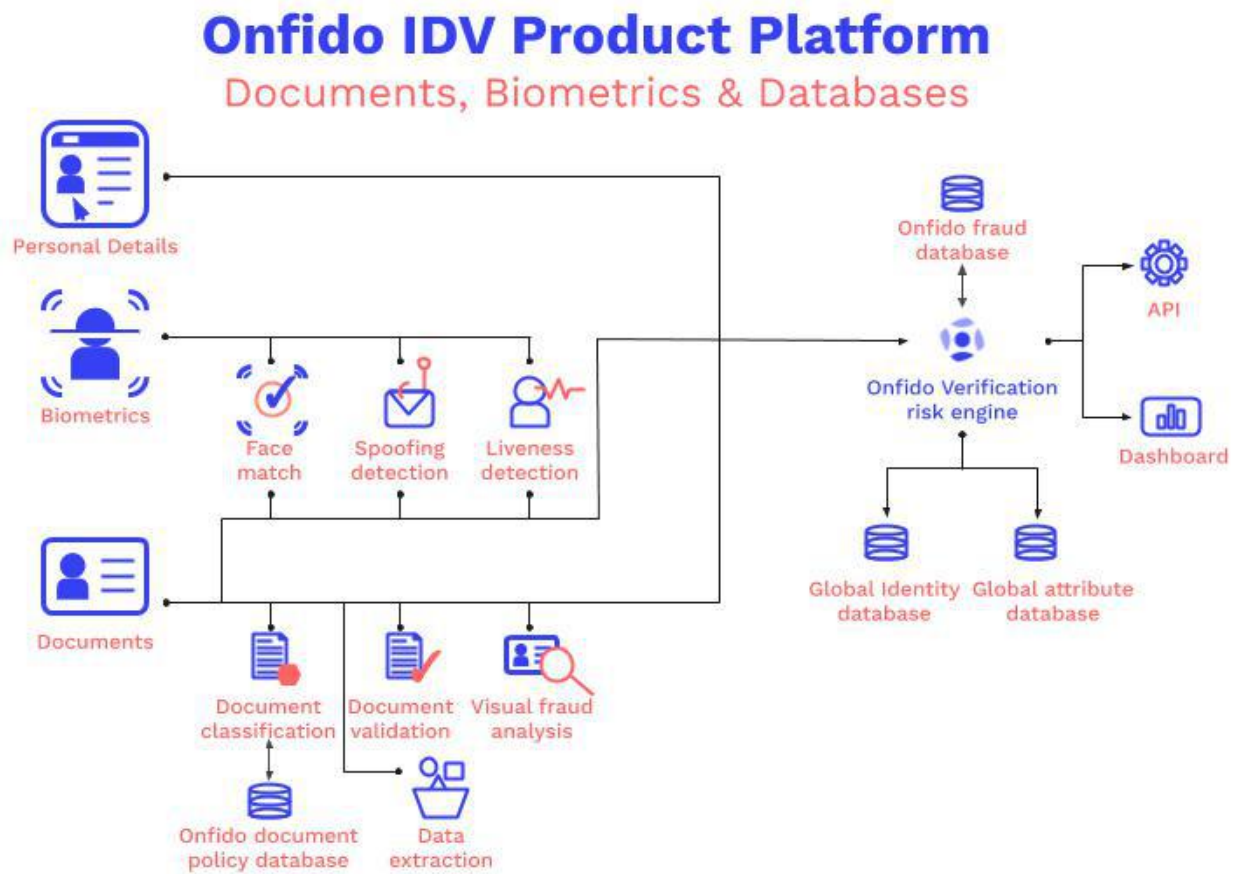 Onfido IDV Product Platform
Documents, Biometrics & Databases
Personal Details
Onfido fraud
database
API
Biometrics
Face
match
Spoofing
detection
Liveness
detection
Onfido Verification
risk engine
Dashboard
Global Identity
database
Global attribute
database
Documents
Document
classification
Document
validation
Visual fraud
analysis
Onfido document
policy database
Data
extraction